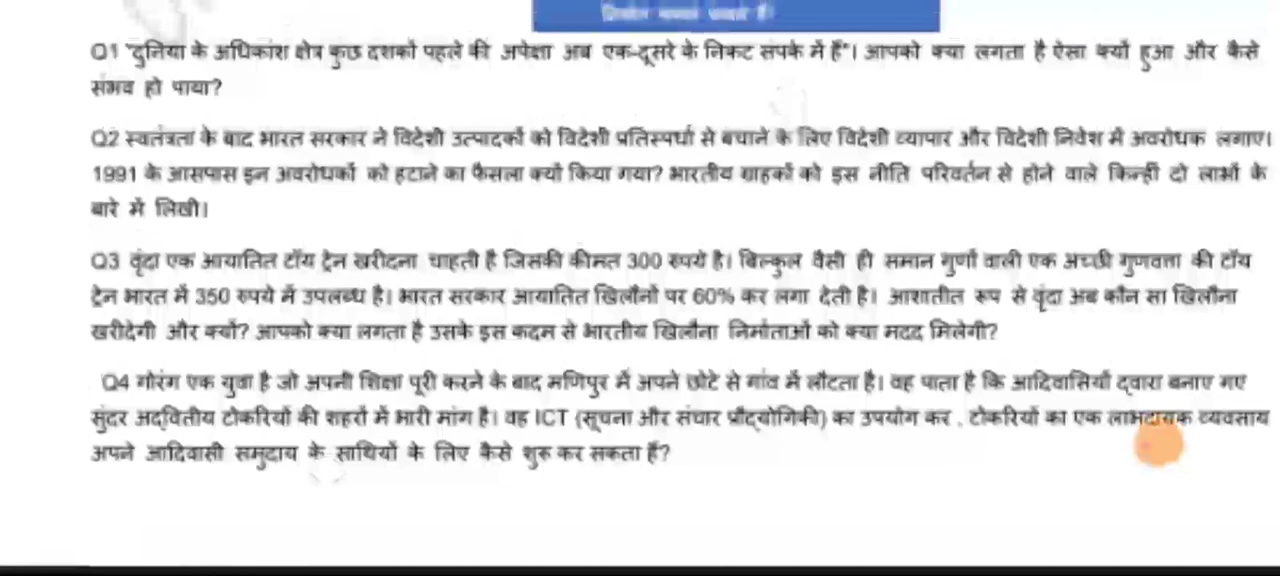 Q1 "दुनिया के अधिकांश क्षेत्र कुछ दशकों पहले की अपेक्षा अब एक-दूसरे के निकट संपर्क में हैं"। आपको क्या लगता है ऐसा क्यों हुआ और कैसे
संभव हो पाया?
Q2 स्वतंत्रता के बाद भारत सरकार ने विदेशी उत्पादकों को विदेशी प्रतिस्पर्धा से बचाने के लिए विदेशी व्यापार और विदेशी निवेश में अवरोधक लगाए।
1991 के आसपास इन अवरोधकों को हटाने का फैसला क्यों किया गया? भारतीय ग्राहकों को इस नीति परिवर्तन से होने वाले किन्हीं दो लाभों के
बारे में लिखी।
Q3 वृंदा एक आयातित टॉय ट्रेन खरीदना चाहती है जिसकी कीमत 300 रुपये है। बिल्कुल वैसी ही समान गुणों वाली एक अच्छी गुणवत्ता की टॉय
ट्रेन भारत में 350 रुपये में उपलब्ध है। भारत सरकार आयातित खिलौनों पर 60% कर लगा देती है। आशातीत रूप से वृंदा अब कौन सा खिलौना
खरीदेगी और क्यों? आपको क्या लगता है उसके इस कदम से भारतीय खिलौना निर्माताओं को क्या मदद मिलेगी?
Q4 गोरंग एक युवा है जो अपनी शिक्षा पूरी करने के बाद मणिपुर में अपने छोटे से गांव में लौटता है। वह पाता है कि आदिवासियों द्वारा बनाए गए
सुंदर अद्वितीय टोकरियों की शहरों में भारी मांग है। वह ICT (सूचना और संचार प्रौद्योगिकी) का उपयोग कर , टोकरियों का एक लाभदायक व्यवसाय
अपने आदिवासी समुदाय के साथियों के लिए कैसे शुरू कर सकता हैं?